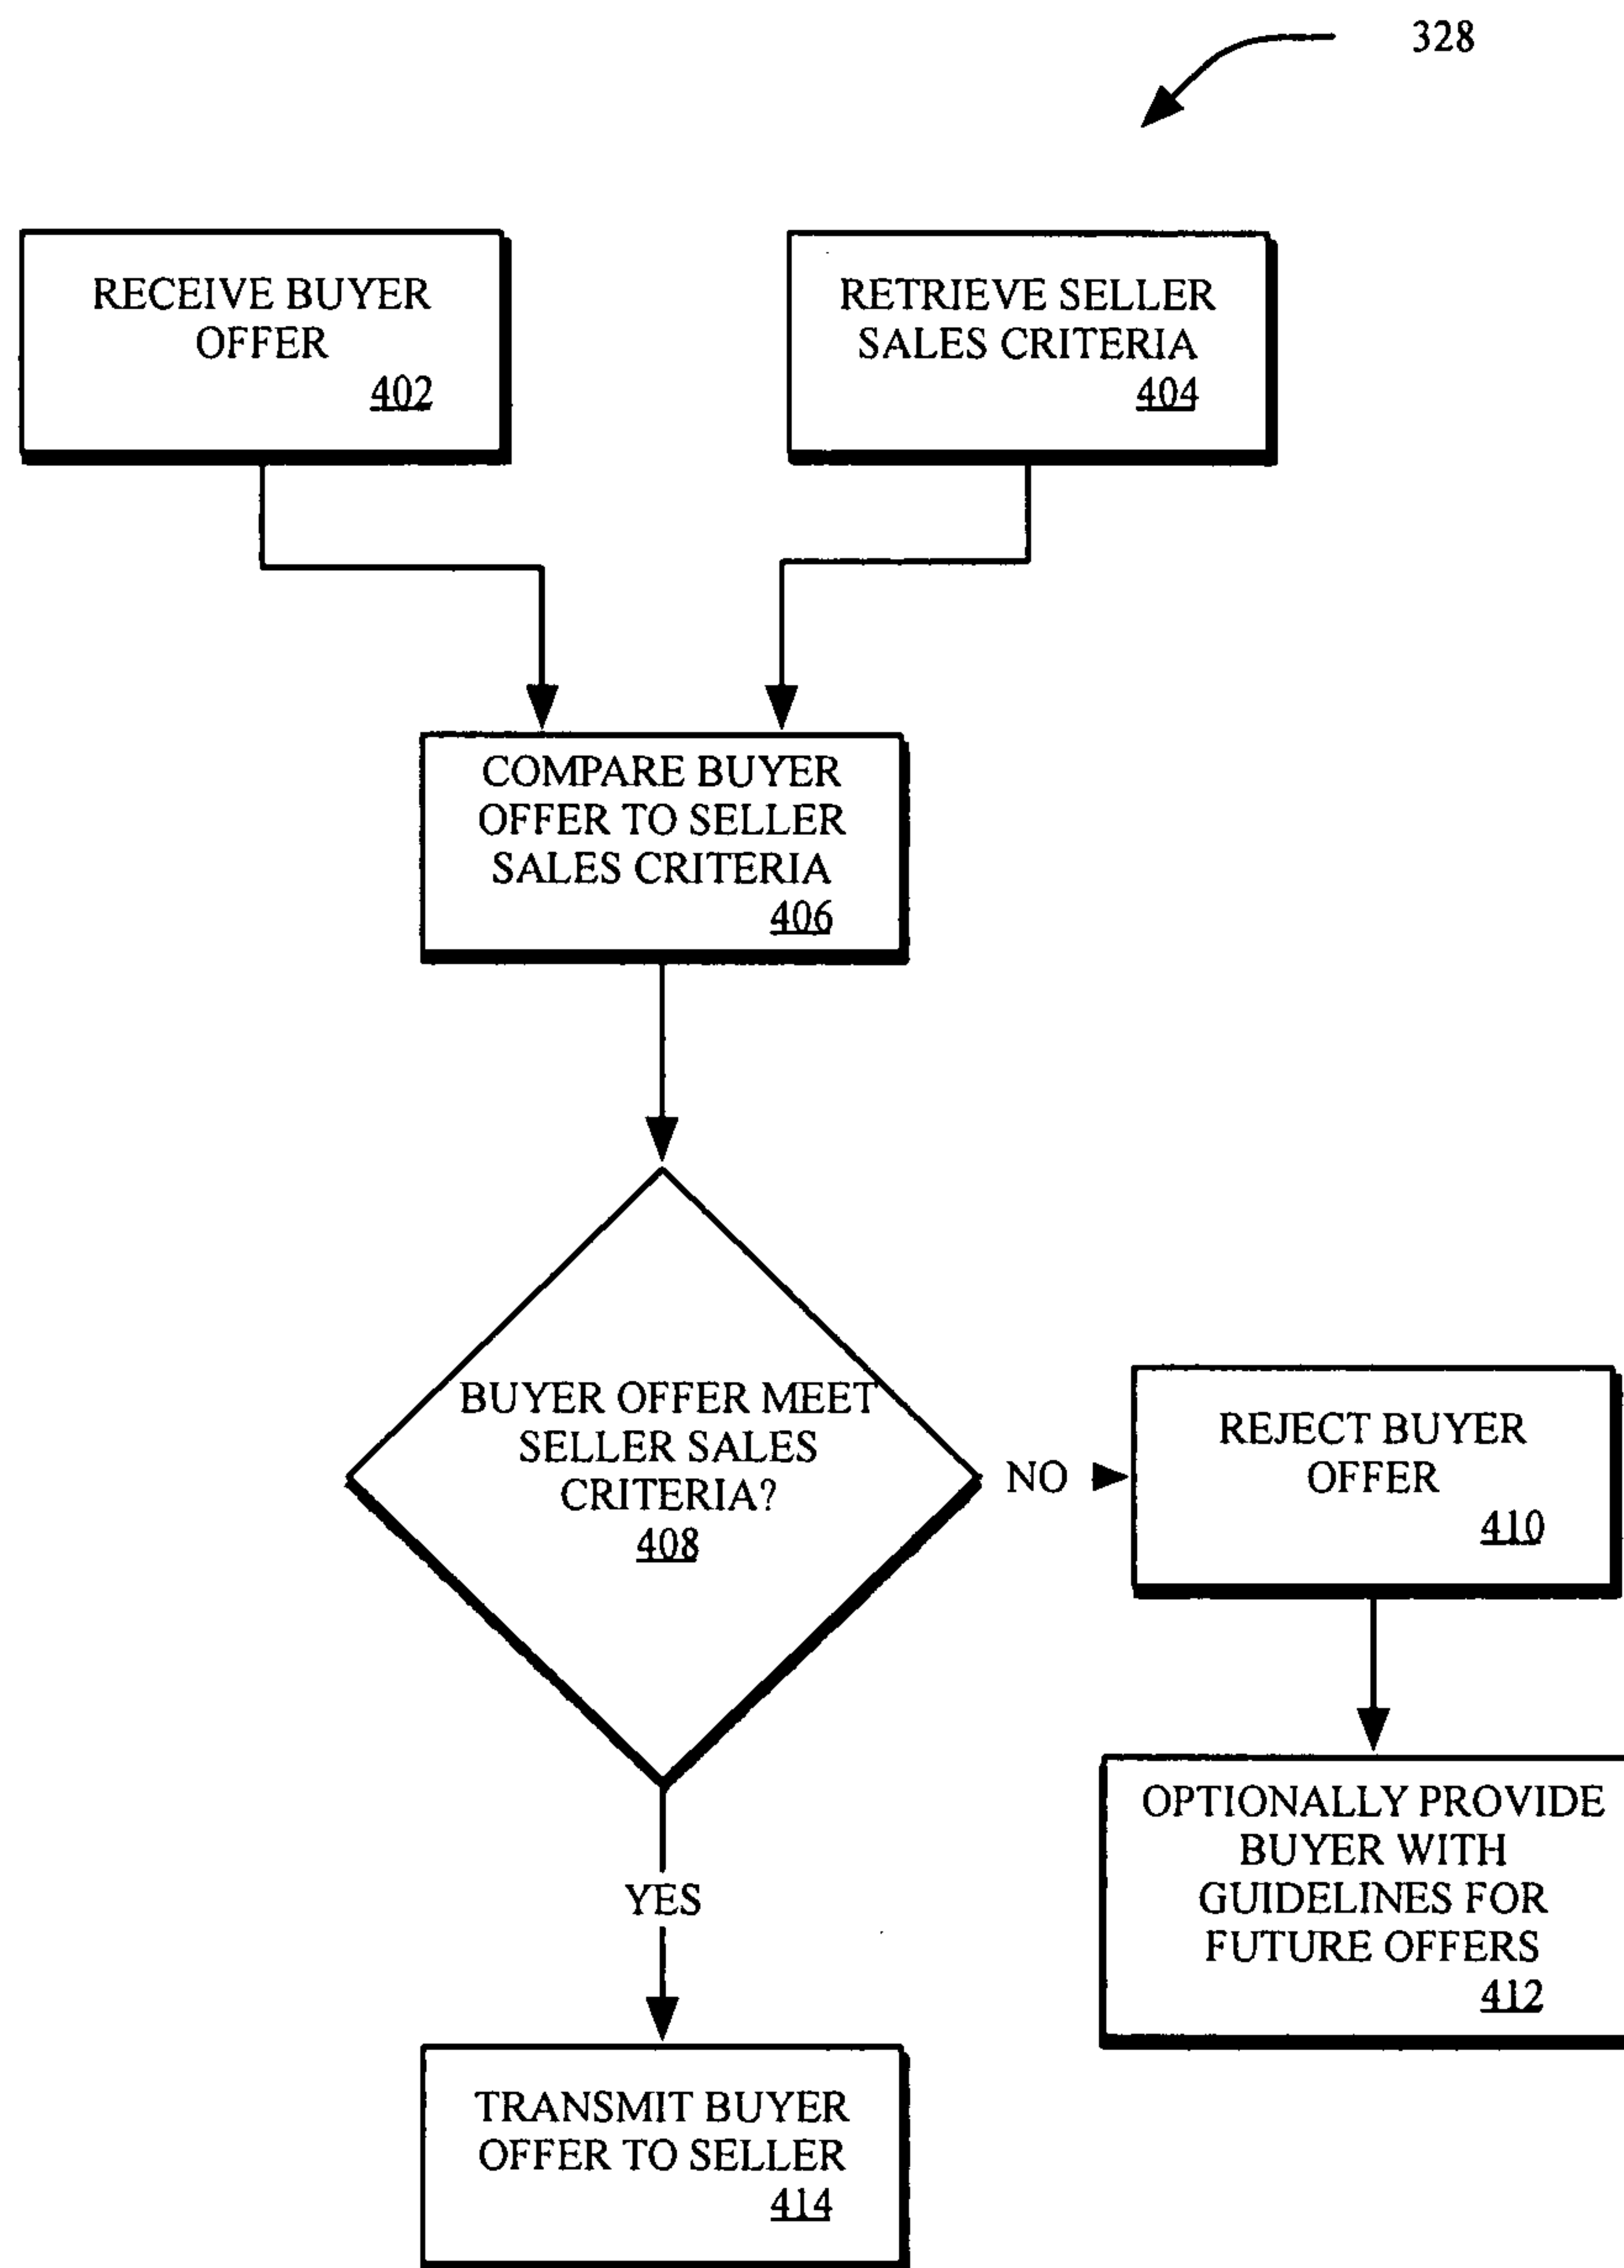 328
RECEIVE BUYER
OFFER
402
RETRIEVE SELLER
SALES CRITERIA
404
COMPARE BUYER
OFFER TO SELLER
SALES CRITERIA
406
BUYER OFFER MEET
SELLER SALES
CRITERIA?
408
NO
REJECT BUYER
OFFER
410
OPTIONALLY PROVIDE
BUYER WITH
GUIDELINES FOR
FUTURE OFFERS
412
YES
TRANSMIT BUYER
OFFER TO SELLER
414